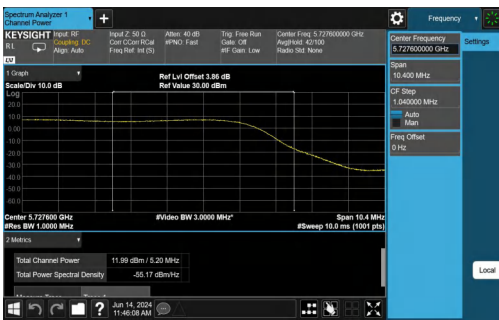 Spectrum Analyzer 1
Channel Power
Frequency
KEYSIGHT
Input: RF
Coupling: DC
Align: Auto
Input Z: 50 Ω
Corr CCorr RCal
Freq Ref: Int (S)
Atten: 40 dB
#PNO: Fast
Trig: Free Run
Gate: Off
#IF Gain: Low
Center Freq: 5.727600000 GHz
Avg|Hold: 42/100
Radio Std: None
RL
Center Frequency
5.727600000 GHz
Settings
Span
10.400 MHz
CF Step
1.040000 MHz
Auto
Man
Freq Offset
0 Hz
1 Graph
Scale/Div 10.0 dB
Ref Lvl Offset 3.86 dB
Ref Value 30.00 dBm
Log
20.0
10.0
0.00
-10.0
-20.0
-30.0
-40.0
-50.0
-60.0
Center 5.727600 GHz
#Video BW 3.0000 MHz*
Span 10.4 MHz
#Res BW 1.0000 MHz
#Sweep 10.0 ms (1001 pts)
2 Metrics
Total Channel Power 11.99 dBm / 5.20 MHz
Total Power Spectral Density -55.17 dBm/Hz
Local
?
Jun 14, 2024
11:46:08 AM